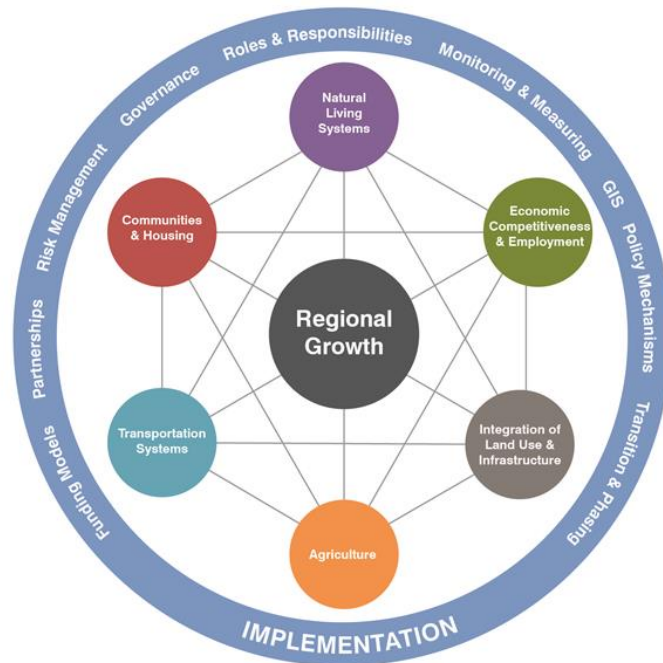 Roles & Responsibilities
Governance
Monitoring & Measuring
Risk Management
GIS
Policy Mechanisms
Partnerships
Transition & Phasing
Funding Models
Natural
Living
Systems
Communities
& Housing
Economic
Competitiveness
& Employment
Regional
Growth
Transportation
Systems
Integration of
Land Use &
Infrastructure
Agriculture
IMPLEMENTATION